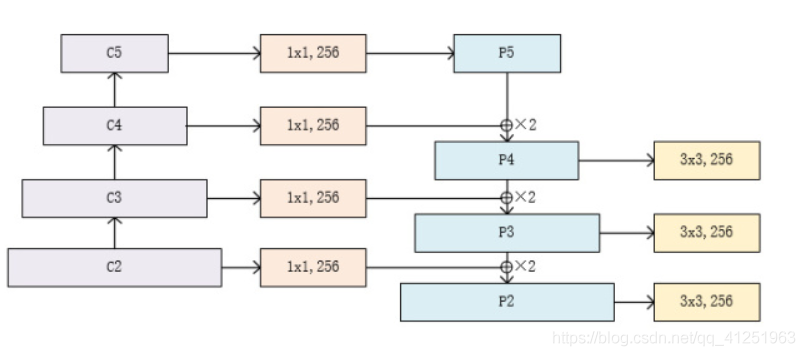 C5 1x1,256 P5
C4 1x1,256 ×2
P4 3x3,256
C3 1x1,256 ×2
P3 3x3,256
C2 1x1,256 ×2
P2 3x3,256
https://blog.csdn.net/qq_41251963